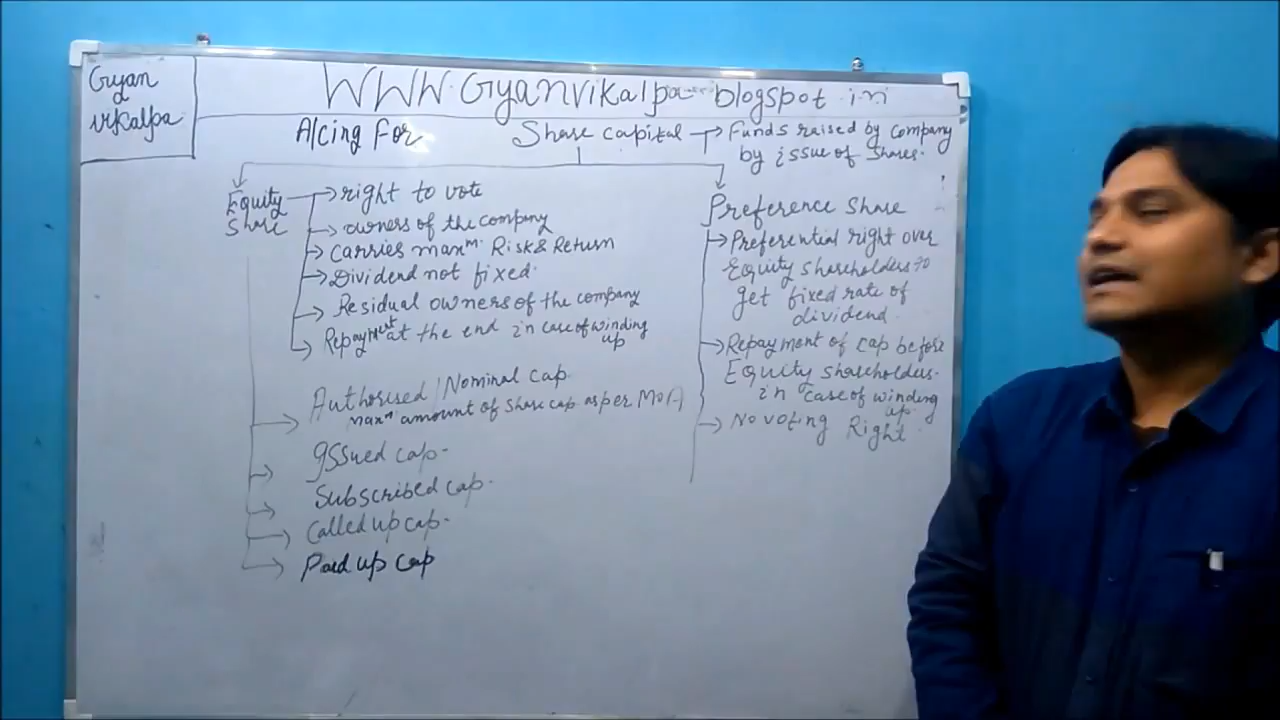 Gyan
vikalpa
WWW.Gyanvikalpa.blogspot.in
A/cing For
Share capital
Funds raised by company
by issue of shares.
Equity
Share
right to vote
owners of the company
Carries maxm. Risk & Return
Dividend not fixed.
Residual owners of the company
Repayment at the end in case of winding
up
Authorised/Nominal cap
maxm amount of share cap as per MOA
Issued cap.
Subscribed cap.
Called up cap.
Paid up cap
Preference Share
Preferential right over
Equity shareholders to
get fixed rate of
dividend.
Repayment of cap before
Equity shareholders.
in case of winding
up.
No voting Right